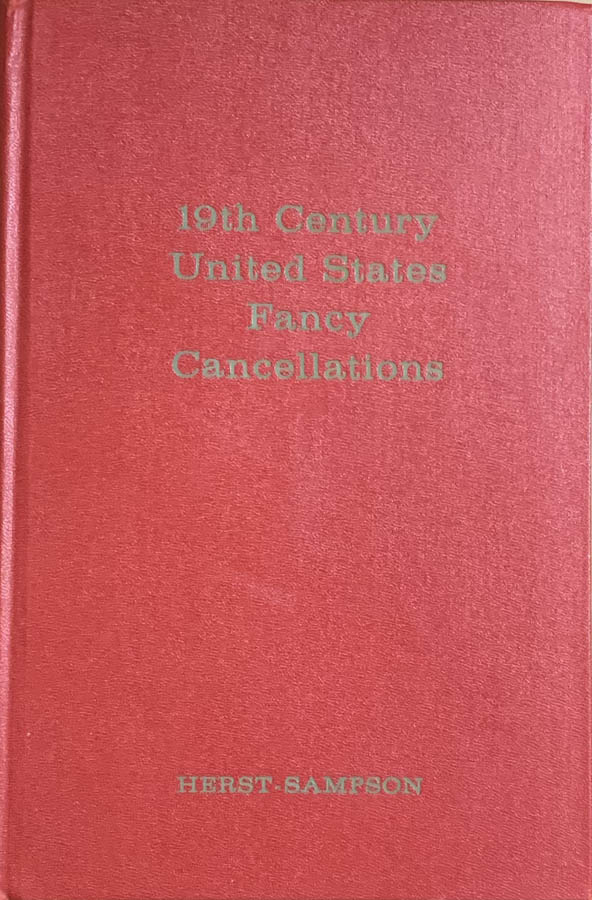 19th Century
United States
Fancy
Cancellations
HERST-SAMPSON